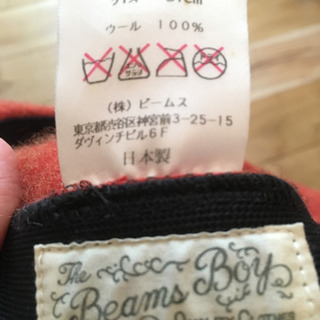 ウール 100%
(株) ビームス
東京都渋谷区神宮前3-25-15
ダヴィンチビル6F
日本製
The
Beams Boy